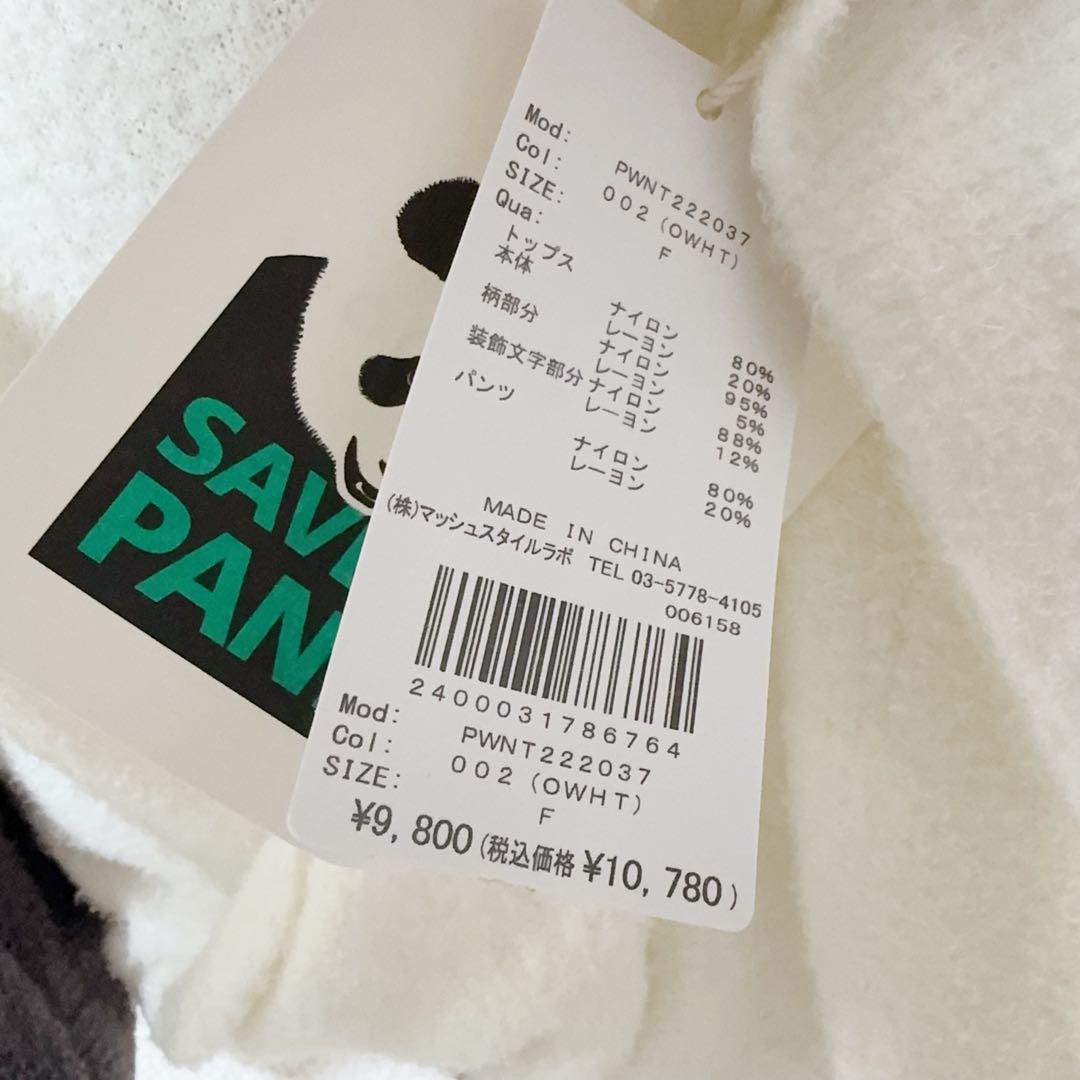 Mod: PWNT222037
Col: 002 (OWHT)
SIZE: F
Qua:
トップス
本体 ナイロン 80%
レーヨン 20%
柄部分 ナイロン 95%
レーヨン 5%
装飾文字部分 ナイロン 88%
レーヨン 12%
パンツ
ナイロン 80%
レーヨン 20%
MADE IN CHINA
(株)マッシュスタイルラボ TEL 03-5778-4105
006158
2400031786764
Mod: PWNT222037
Col: 002 (OWHT)
SIZE: F
¥9,800(税込価格 ¥10,780)